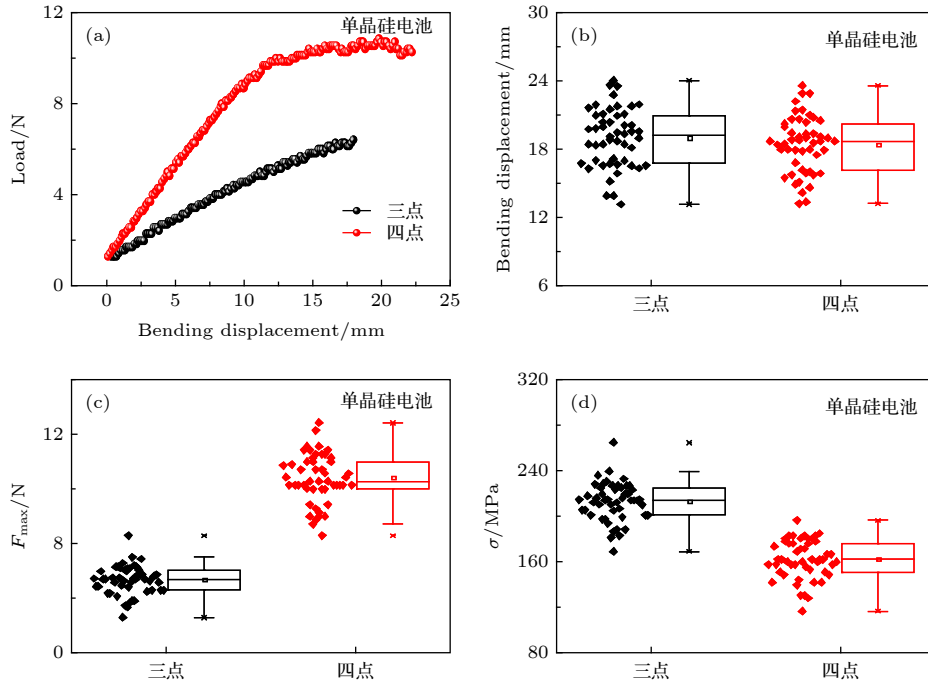 (a)
单晶硅电池
12
8
4
0
Load/N
三点
四点
0
5
10
15
20
25
Bending displacement/mm
(b)
单晶硅电池
30
24
18
12
6
Bending displacement/mm
三点
四点
(c)
单晶硅电池
12
8
4
0
Fmax/N
三点
四点
(d)
单晶硅电池
320
240
160
80
σ/MPa
三点
四点